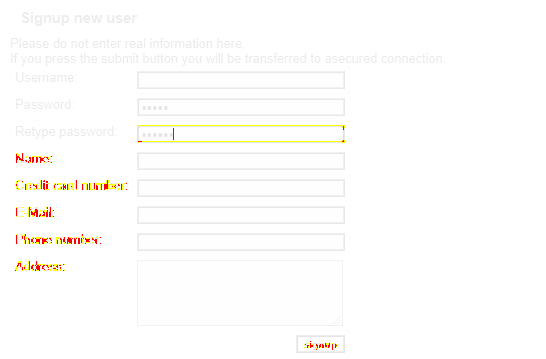 Signup new user
Please do not enter real information here.
If you press the submit button you will be transferred to asecured connection.
Username:
Password: •••••
Retype password: ••••••
Name:
Credit card number:
E-Mail:
Phone number:
Address:
signup